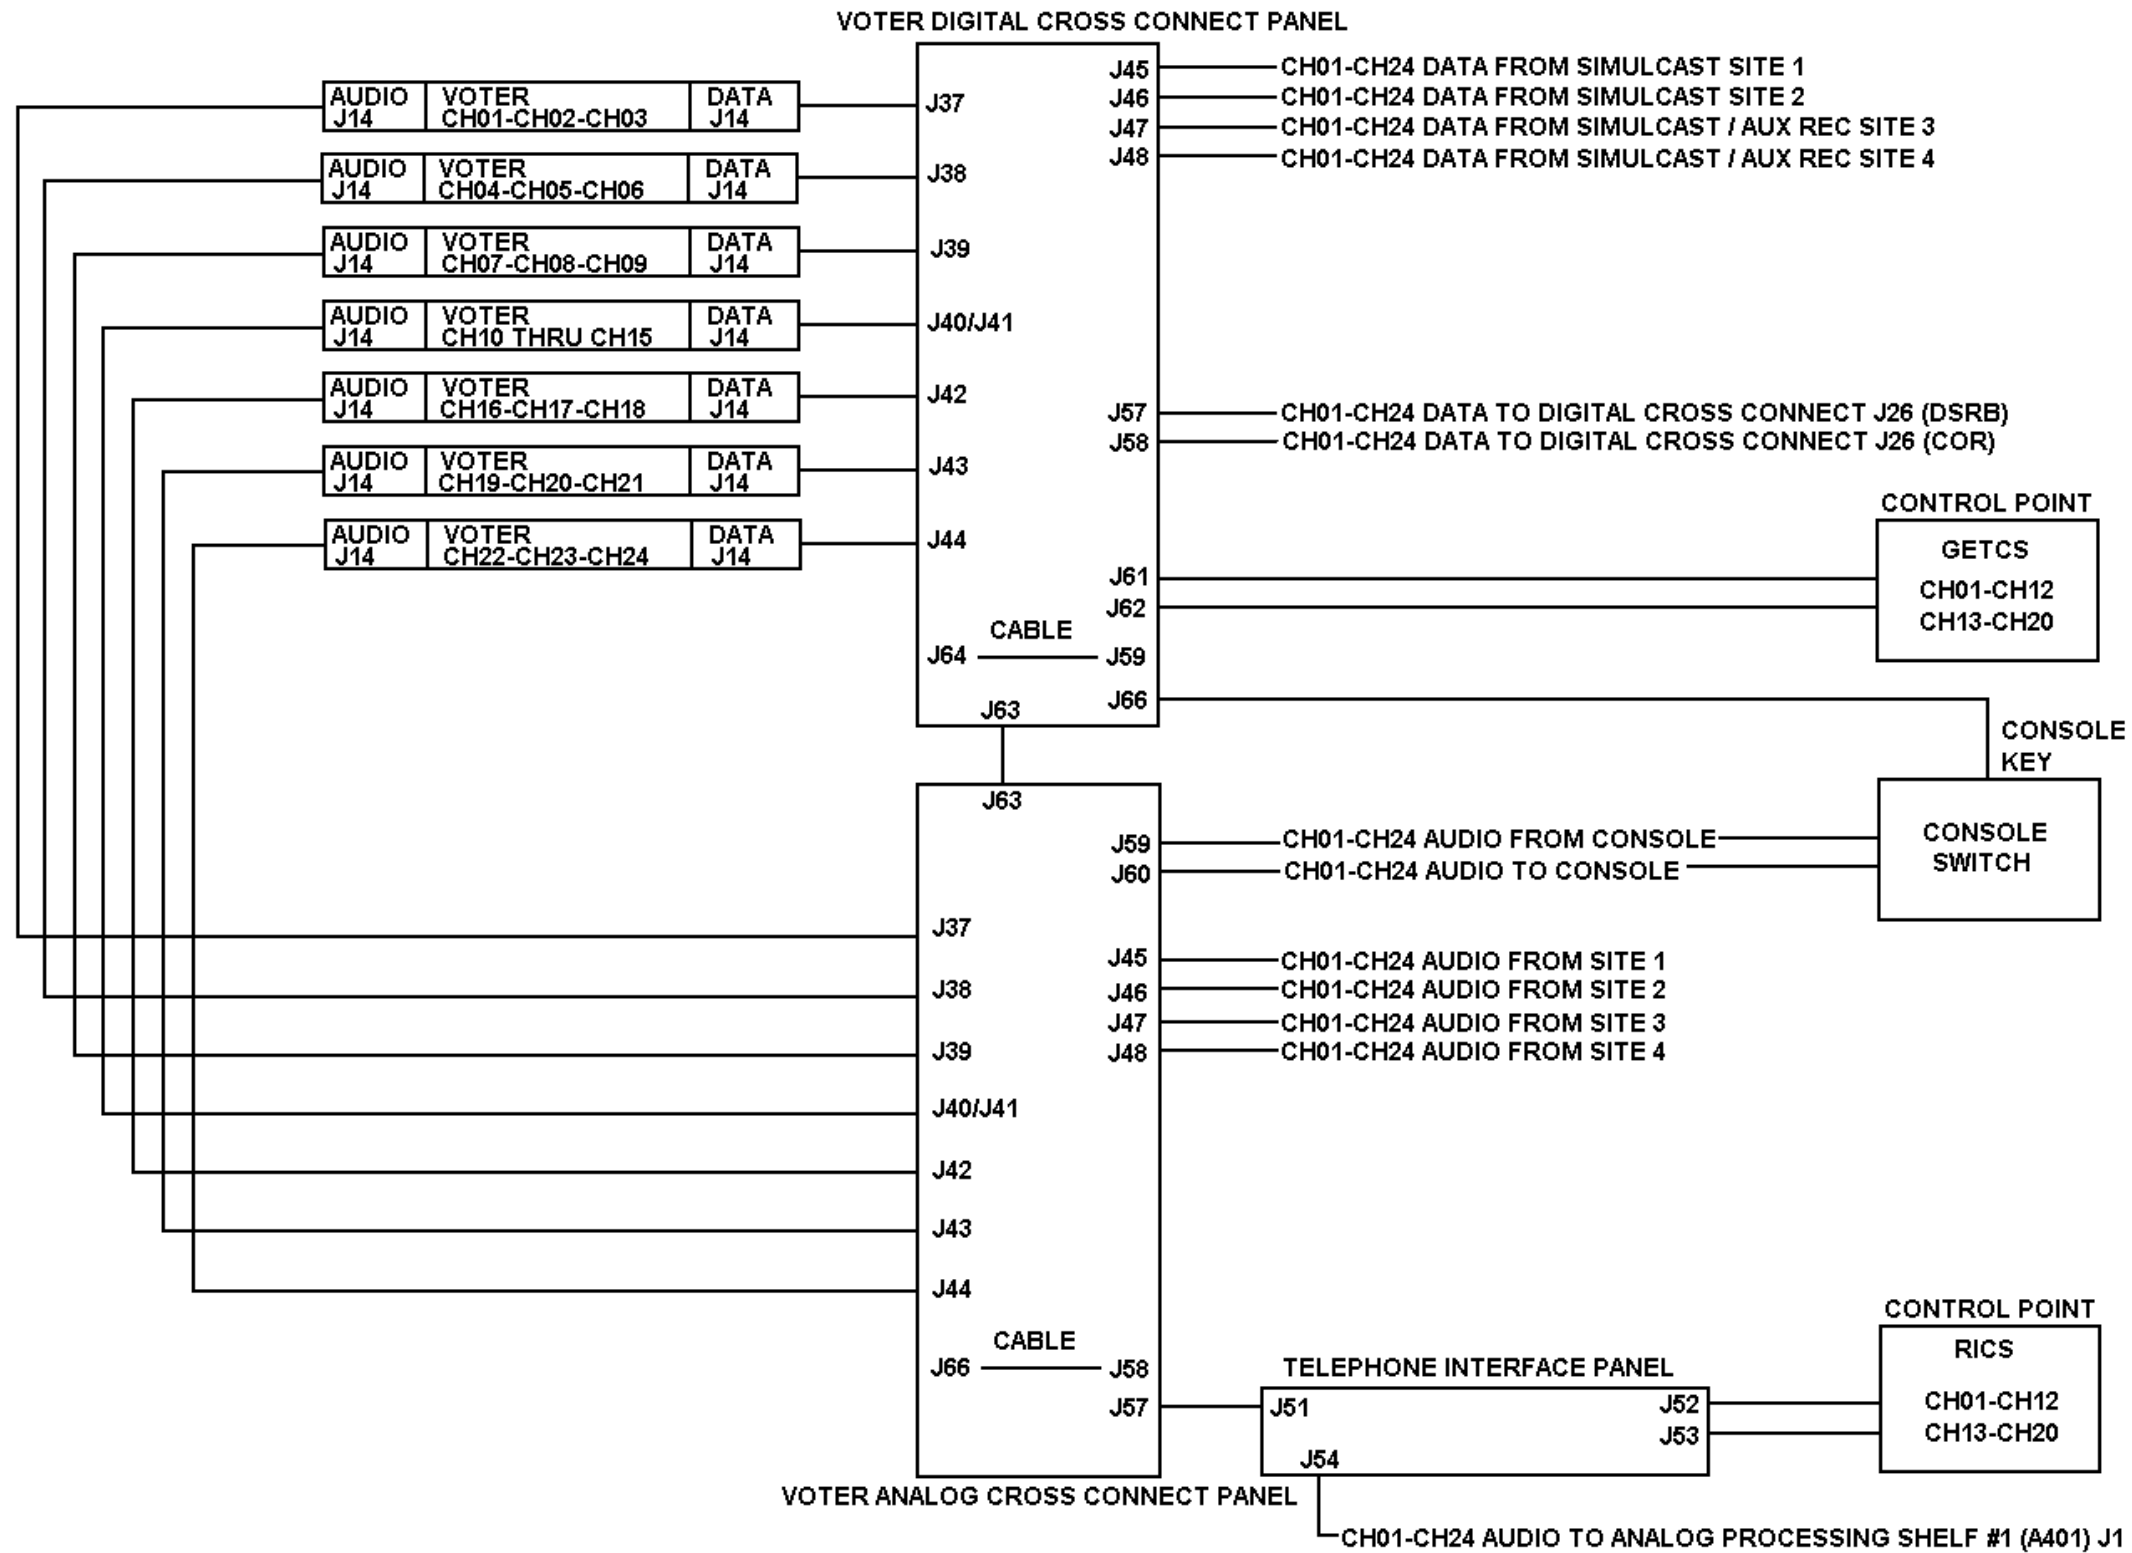 VOTER DIGITAL CROSS CONNECT PANEL
AUDIO
J14
VOTER
CH01-CH02-CH03
DATA
J14
AUDIO
J14
VOTER
CH04-CH05-CH06
DATA
J14
AUDIO
J14
VOTER
CH07-CH08-CH09
DATA
J14
AUDIO
J14
VOTER
CH10 THRU CH15
DATA
J14
AUDIO
J14
VOTER
CH16-CH17-CH18
DATA
J14
AUDIO
J14
VOTER
CH19-CH20-CH21
DATA
J14
AUDIO
J14
VOTER
CH22-CH23-CH24
DATA
J14
J37
J38
J39
J40/J41
J42
J43
J44
J45
CH01-CH24 DATA FROM SIMULCAST SITE 1
J46
CH01-CH24 DATA FROM SIMULCAST SITE 2
J47
CH01-CH24 DATA FROM SIMULCAST / AUX REC SITE 3
J48
CH01-CH24 DATA FROM SIMULCAST / AUX REC SITE 4
J57
CH01-CH24 DATA TO DIGITAL CROSS CONNECT J26 (DSRB)
J58
CH01-CH24 DATA TO DIGITAL CROSS CONNECT J26 (COR)
J61
J62
CONTROL POINT
GETCS
CH01-CH12
CH13-CH20
CABLE
J64
J59
J66
J63
CONSOLE
KEY
CONSOLE
SWITCH
J63
J59
CH01-CH24 AUDIO FROM CONSOLE
J60
CH01-CH24 AUDIO TO CONSOLE
J37
J38
J39
J40/J41
J42
J43
J44
J45
CH01-CH24 AUDIO FROM SITE 1
J46
CH01-CH24 AUDIO FROM SITE 2
J47
CH01-CH24 AUDIO FROM SITE 3
J48
CH01-CH24 AUDIO FROM SITE 4
CABLE
J66
J58
J57
VOTER ANALOG CROSS CONNECT PANEL
TELEPHONE INTERFACE PANEL
J51
J52
J53
J54
CONTROL POINT
RICS
CH01-CH12
CH13-CH20
CH01-CH24 AUDIO TO ANALOG PROCESSING SHELF #1 (A401) J1